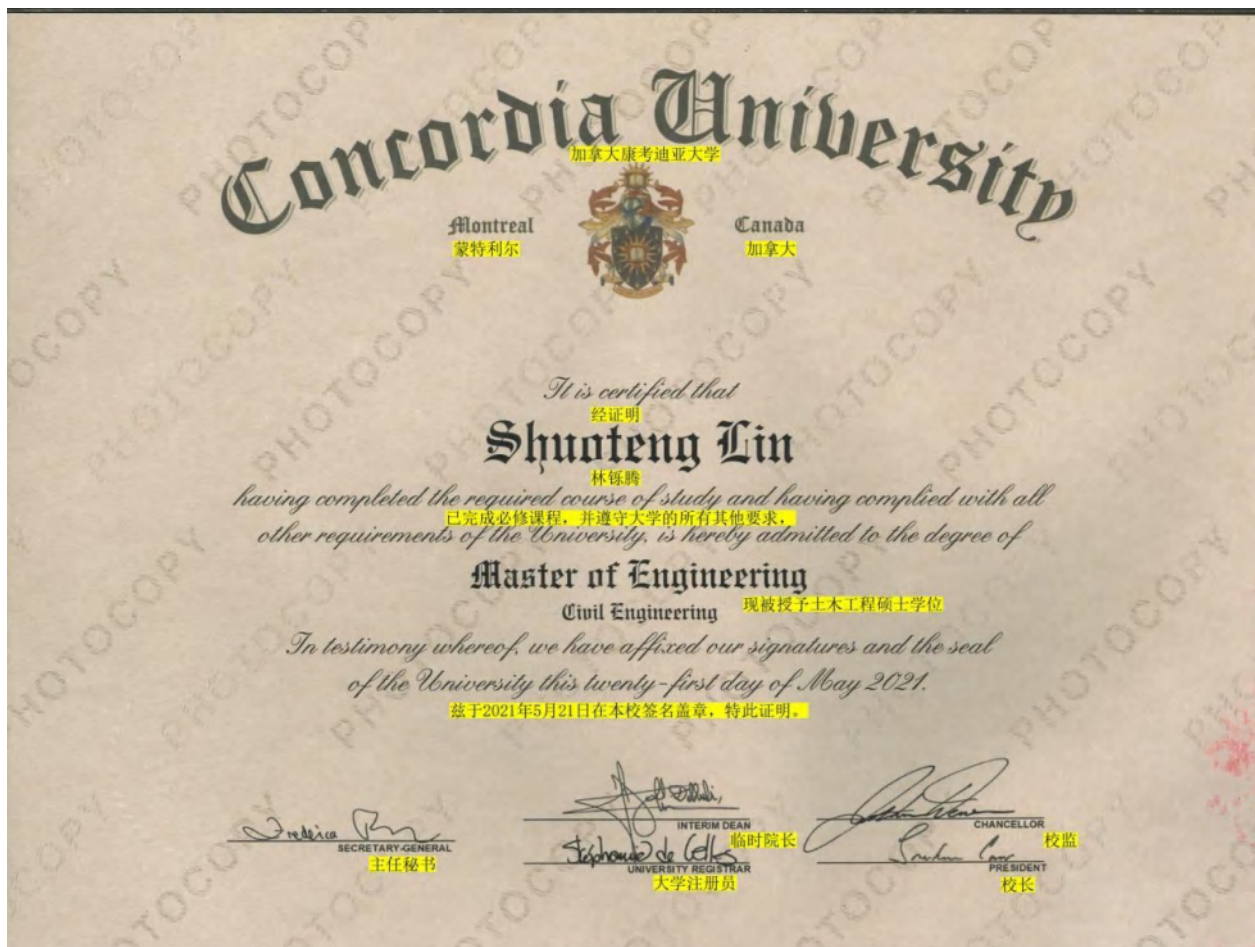 Concordia University
加拿大康考迪亚大学
Montreal
Canada
蒙特利尔
加拿大
It is certified that
经证明
Shuoteng Lin
林铄腾
having completed the required course of study and having complied with all
已完成必修课程，并遵守大学的所有其他要求，
other requirements of the University, is hereby admitted to the degree of
Master of Engineering
Civil Engineering
现被授予土木工程硕士学位
In testimony whereof, we have affixed our signatures and the seal
of the University this twenty-first day of May 2021.
兹于2021年5月21日在本校签名盖章，特此证明。
Frederica
SECRETARY-GENERAL
主任秘书
INTERIM DEAN
临时院长
Stéphanie de Celles
UNIVERSITY REGISTRAR
大学注册员
CHANCELLOR
校监
PRESIDENT
校长
PHOTOCOPY